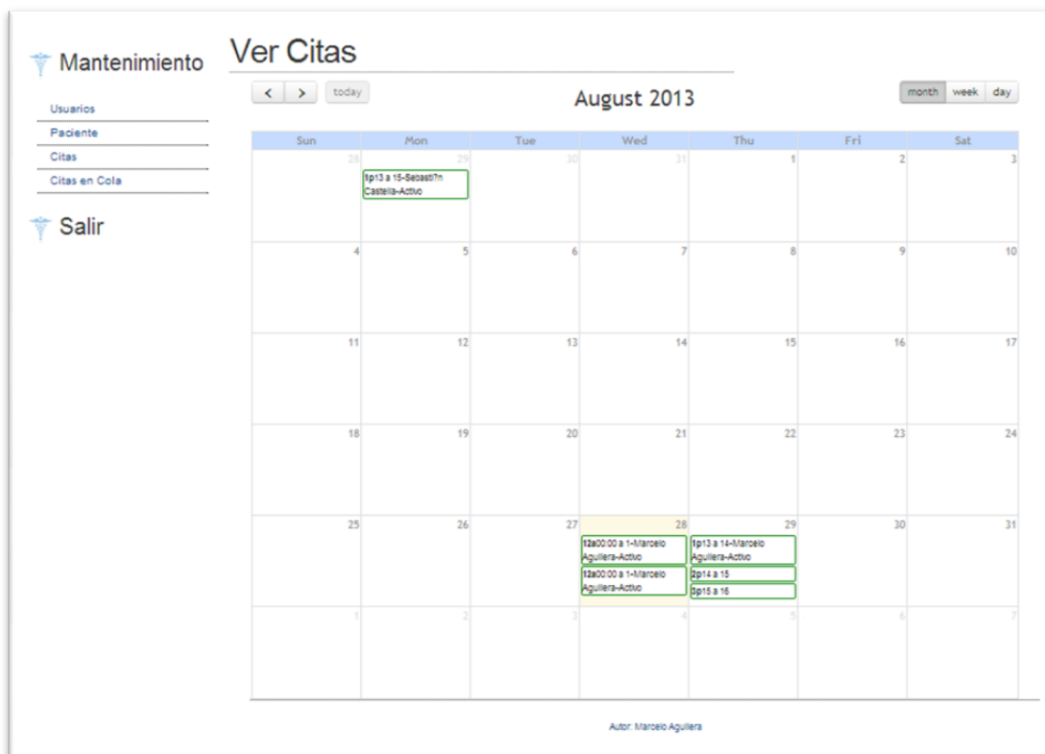 Mantenimiento
Usuarios
Paciente
Citas
Citas en Cola
Salir
Ver Citas
< > today
August 2013
month week day
Sun Mon Tue Wed Thu Fri Sat
28 29 30 31 1 2 3
1p13 a 15-Sebasti?n
Castella-Activo
4 5 6 7 8 9 10
11 12 13 14 15 16 17
18 19 20 21 22 23 24
25 26 27 28 29 30 31
12a00:00 a 1-Marcelo
Aguilera-Activo
12a00:00 a 1-Marcelo
Aguilera-Activo
1p13 a 14-Marcelo
Aguilera-Activo
2p14 a 15
3p15 a 16
1 2 3 4 5 6 7
Autor: Marcelo Aguilera